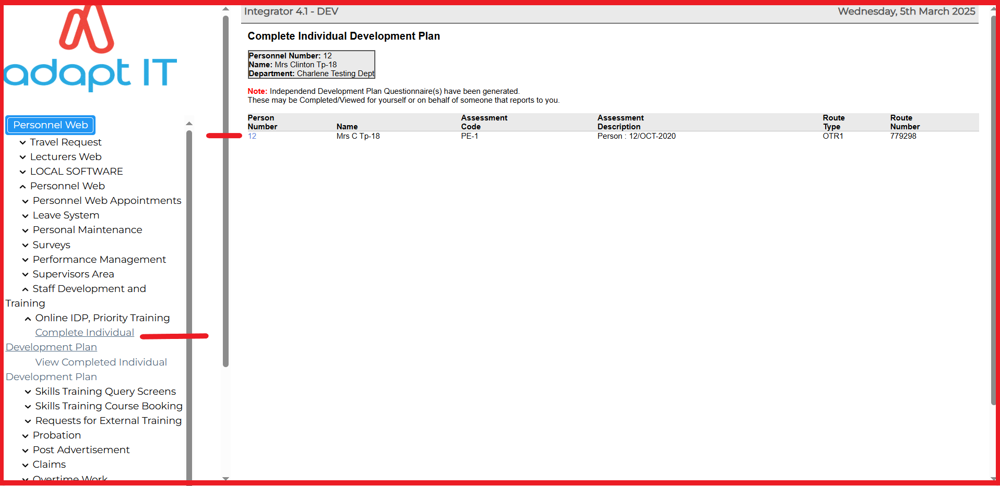 adapt IT
Personnel Web
Travel Request
Lecturers Web
LOCAL SOFTWARE
Personnel Web
Personnel Web Appointments
Leave System
Personal Maintenance
Surveys
Performance Management
Supervisors Area
Staff Development and
Training
Online IDP, Priority Training
Complete Individual
Development Plan
View Completed Individual
Development Plan
Skills Training Query Screens
Skills Training Course Booking
Requests for External Training
Probation
Post Advertisement
Claims
Overtime Work
Integrator 4.1 - DEV Wednesday, 5th March 2025
Complete Individual Development Plan
Personnel Number: 12
Name: Mrs Clinton Tp-18
Department: Charlene Testing Dept
Note: Independend Development Plan Questionnaire(s) have been generated.
These may be Completed/Viewed for yourself or on behalf of someone that reports to you.
Person Assessment Assessment Route Route
Number Name Code Description Type Number
12 Mrs C Tp-18 PE-1 Person : 12/OCT-2020 OTR1 779298